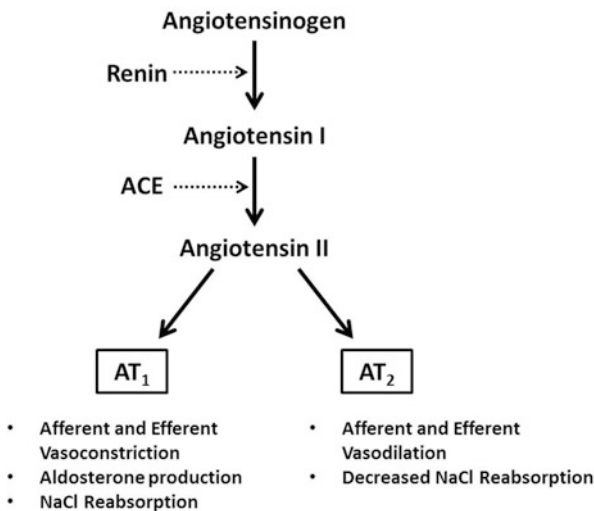 Angiotensinogen
Renin
Angiotensin I
ACE
Angiotensin II
AT₁
AT₂
• Afferent and Efferent
Vasoconstriction
• Aldosterone production
• NaCl Reabsorption
• Afferent and Efferent
Vasodilation
• Decreased NaCl Reabsorption